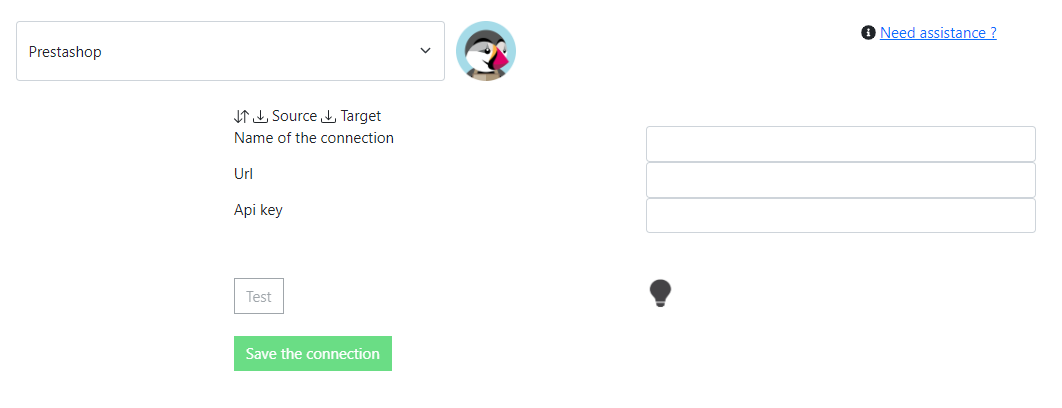 Prestashop
Need assistance ?
Source Target
Name of the connection
Url
Api key
Test
Save the connection